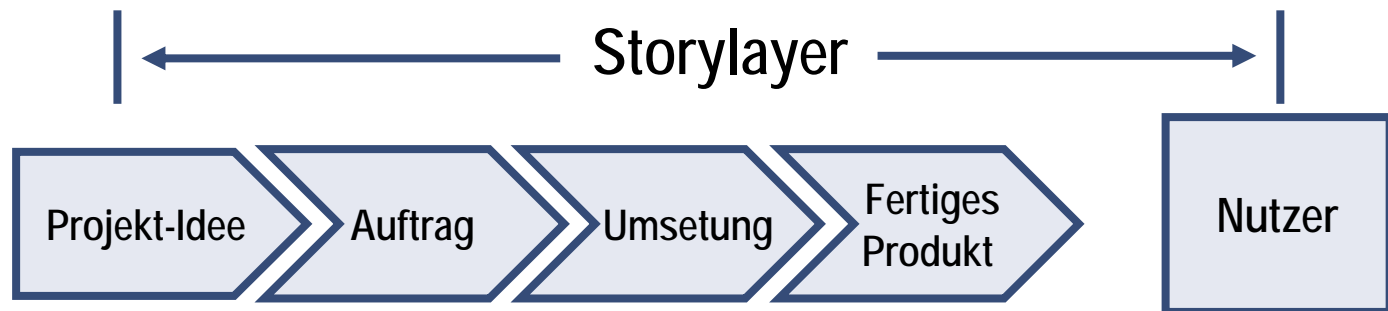 Storylayer
Projekt-Idee
Auftrag
Umsetung
Fertiges
Produkt
Nutzer